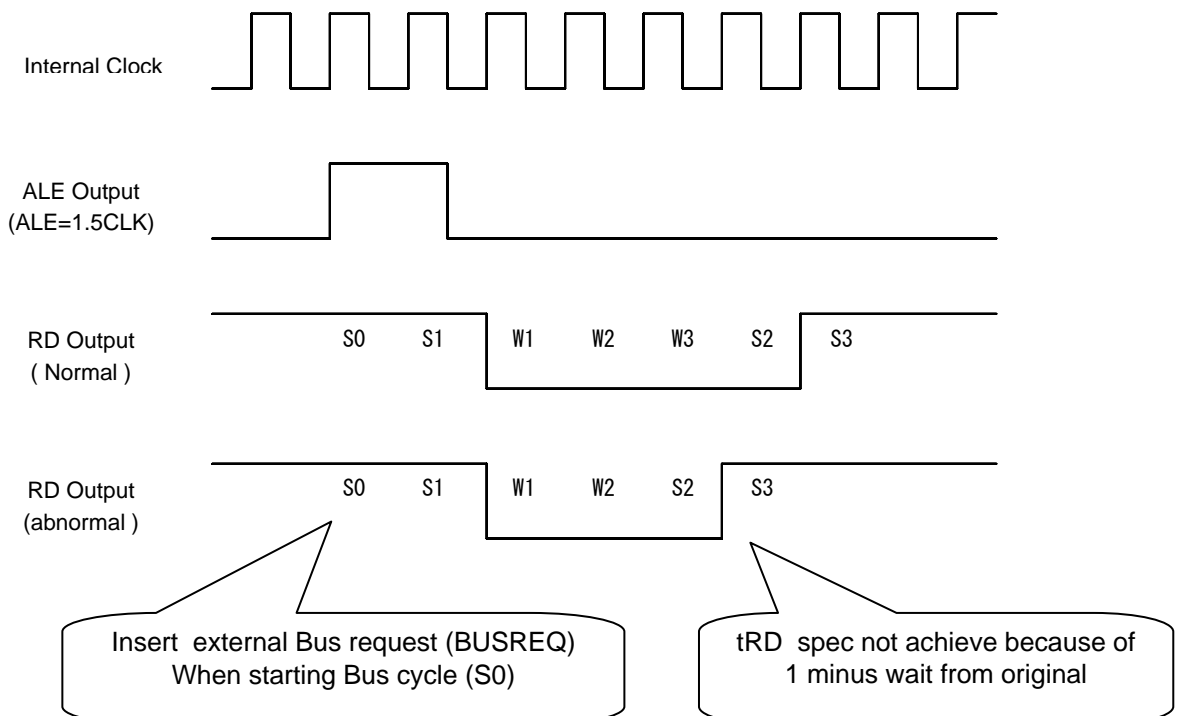 Internal Clock
ALE Output
(ALE=1.5CLK)
RD Output
( Normal )
S0 S1 W1 W2 W3 S2 S3
RD Output
(abnormal )
S0 S1 W1 W2 S2 S3
Insert external Bus request (BUSREQ)
When starting Bus cycle (S0)
tRD spec not achieve because of
1 minus wait from original